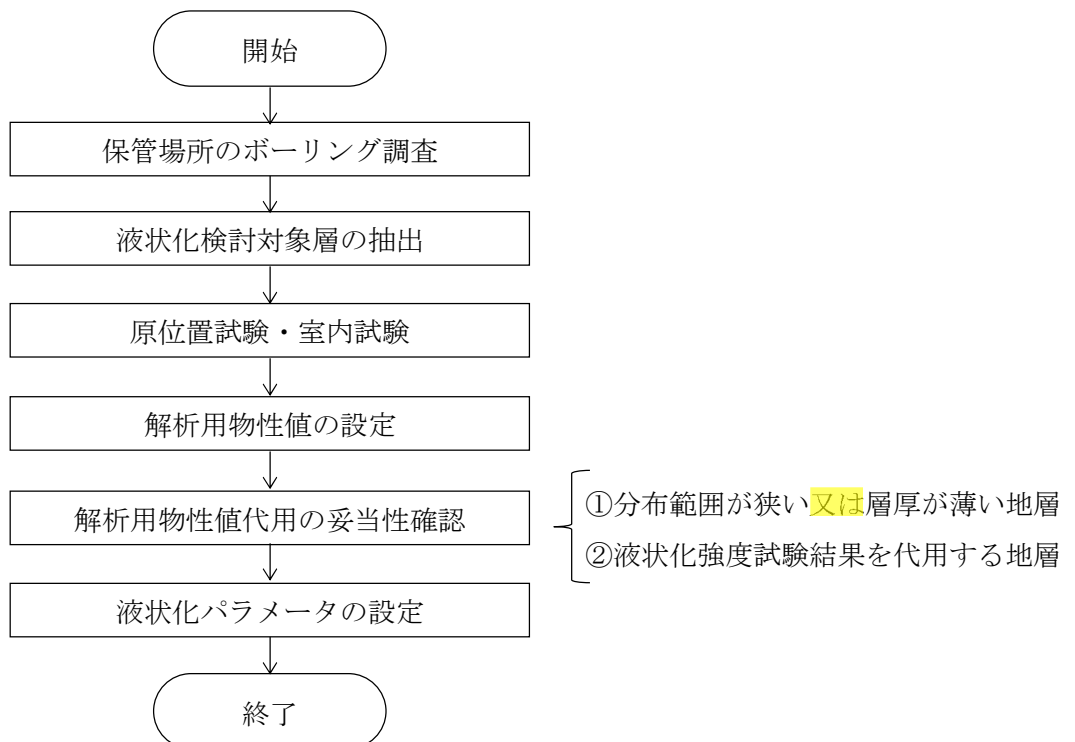 開始
保管場所のボーリング調査
液状化検討対象層の抽出
原位置試験・室内試験
解析用物性値の設定
解析用物性値代用の妥当性確認
①分布範囲が狭い又は層厚が薄い地層
②液状化強度試験結果を代用する地層
液状化パラメータの設定
終了